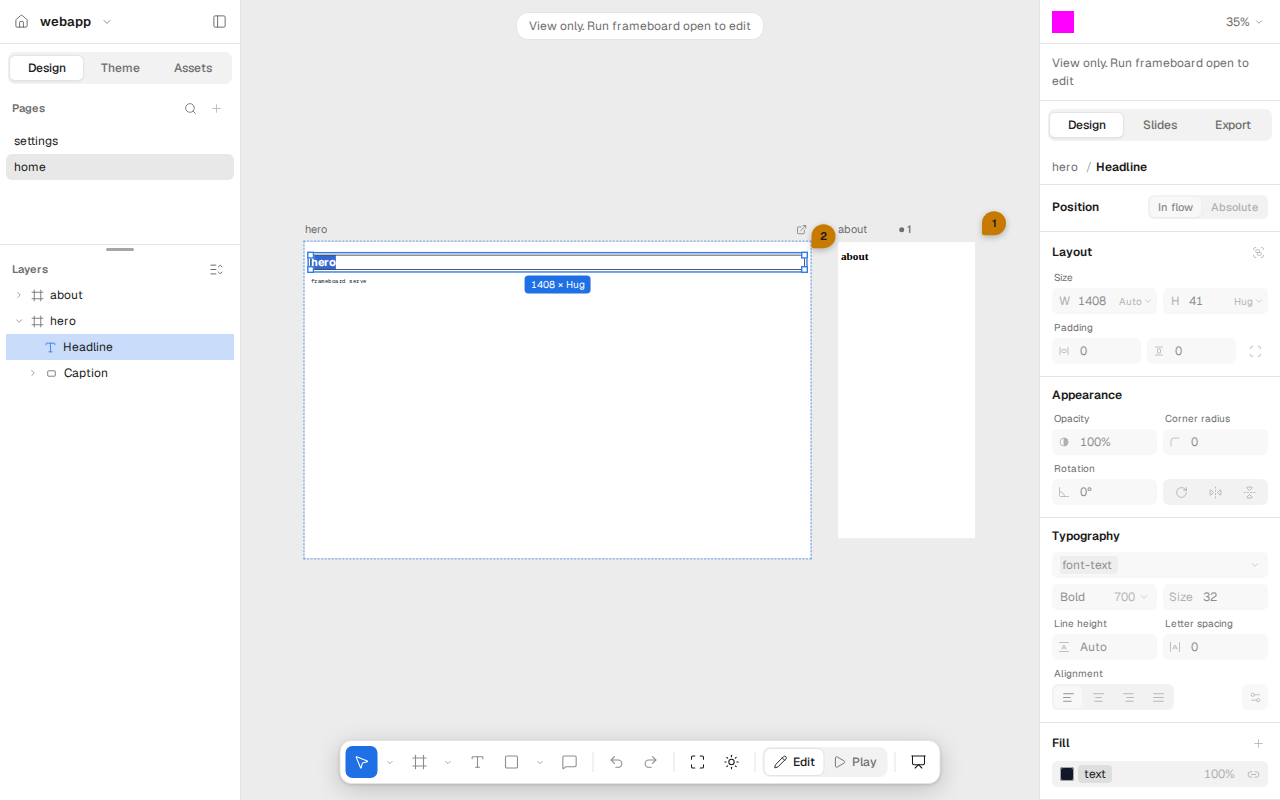 webapp
View only. Run frameboard open to edit
35%
Design
Theme
Assets
View only. Run frameboard open to
edit
Pages
Design
Slides
Export
settings
home
hero / Headline
Position
In flow
Absolute
hero
2
about
1
1
hero
frameboard serve
1408 × Hug
about
Layers
about
hero
Headline
Caption
Layout
Size
W 1408 Auto
H 41 Hug
Padding
0
0
Appearance
Opacity
Corner radius
100%
0
Rotation
0°
Typography
font-text
Bold 700
Size 32
Line height
Letter spacing
Auto
0
Alignment
Fill
text 100%
Edit
Play